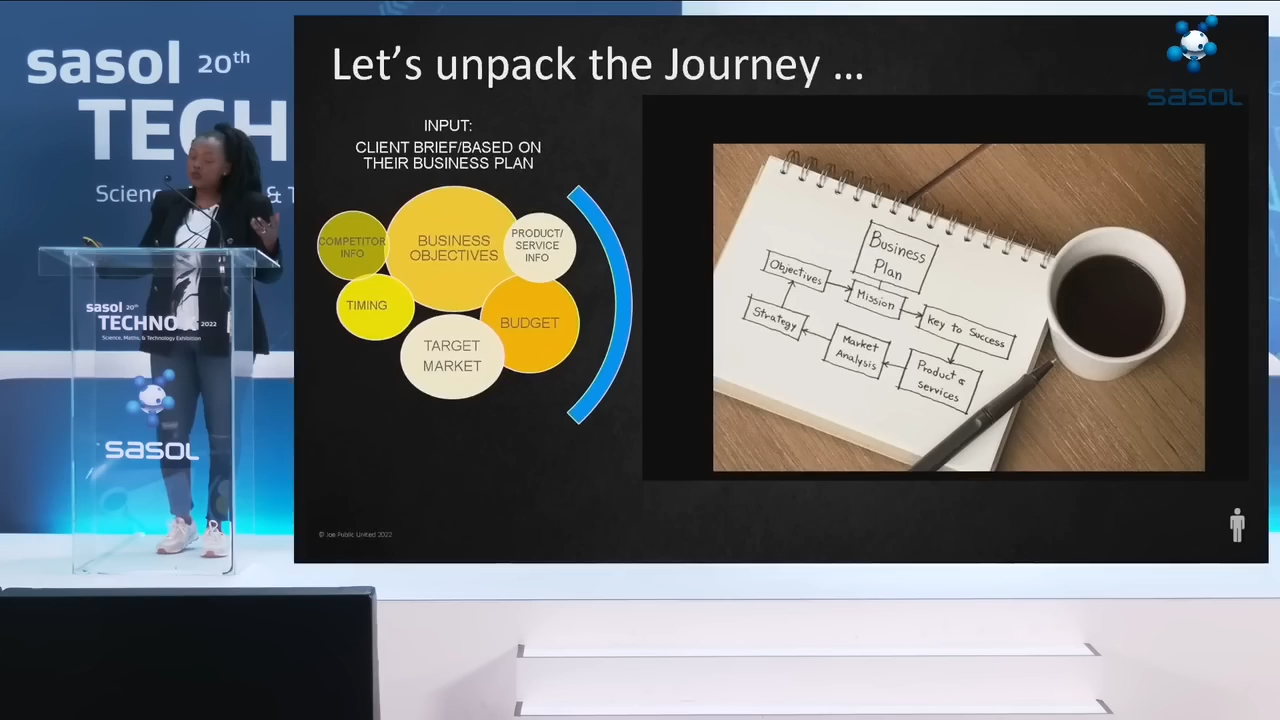 sasol 20th
TECH
Scienc
& T
sasol 20th
TECHNO
2022
Science, Maths, & Technology Exhibition
sasol
Let's unpack the Journey ...
sasol
INPUT:
CLIENT BRIEF/BASED ON
THEIR BUSINESS PLAN
COMPETITOR
INFO
BUSINESS
OBJECTIVES
PRODUCT/
SERVICE
INFO
TIMING
BUDGET
TARGET
MARKET
Business
Plan
Objectives
Mission
Key to Success
Strategy
Market
Analysis
Product &
services
© Joe Public United 2022